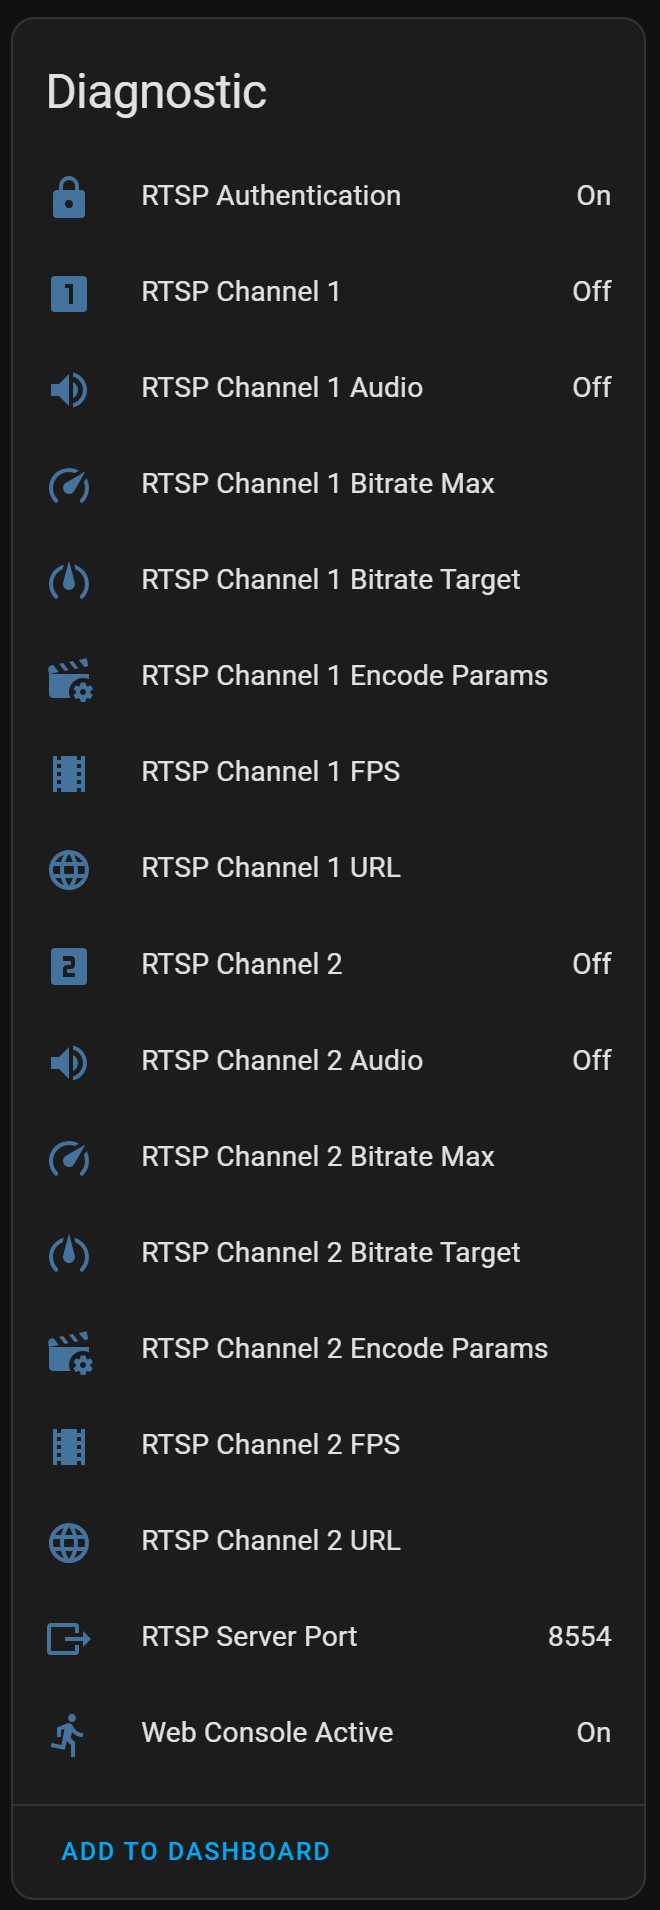 Diagnostic
RTSP Authentication On
1 RTSP Channel 1 Off
RTSP Channel 1 Audio Off
RTSP Channel 1 Bitrate Max
RTSP Channel 1 Bitrate Target
RTSP Channel 1 Encode Params
RTSP Channel 1 FPS
RTSP Channel 1 URL
2 RTSP Channel 2 Off
RTSP Channel 2 Audio Off
RTSP Channel 2 Bitrate Max
RTSP Channel 2 Bitrate Target
RTSP Channel 2 Encode Params
RTSP Channel 2 FPS
RTSP Channel 2 URL
RTSP Server Port 8554
Web Console Active On
ADD TO DASHBOARD